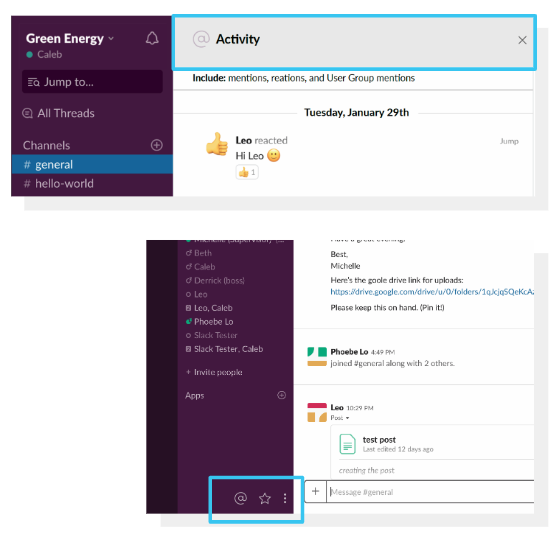 Green Energy
Caleb
Jump to...
All Threads
Channels
# general
# hello-world
@ Activity
Include: mentions, reations, and User Group mentions
Tuesday, January 29th
Leo reacted
Jump
Hi Leo
1
Michelle (Supervisor)
Beth
Caleb
Derrick (boss)
Leo
Leo, Caleb
Phoebe Lo
Slack Tester
Slack Tester, Caleb
+ Invite people
Apps
Have a great evening!
Best,
Michelle
Here's the goole drive link for uploads:
https://drive.google.com/drive/u/0/folders/
Please keep this on hand. (Pin it!)
Phoebe Lo 4:49 PM
joined #general along with 2 others.
Leo 10:29 PM
Post
test post
Last edited 12 days ago
creating the post
@
+ Message #general